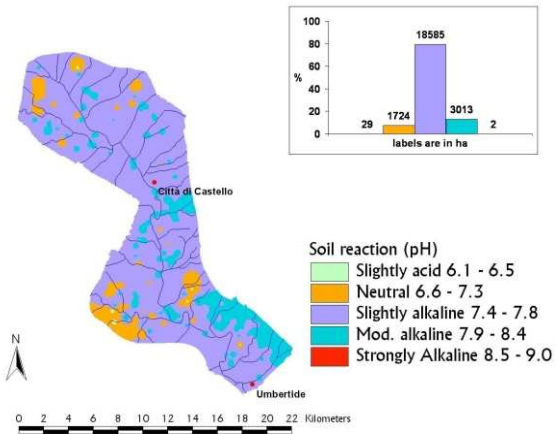 18585
100
80
60
%
40
3013
20
1724
29
2
0
labels are in ha
Città di Castello
Soil reaction (pH)
Slightly acid 6.1 - 6.5
Neutral 6.6 - 7.3
Slightly alkaline 7.4 - 7.8
Mod. alkaline 7.9 - 8.4
Strongly Alkaline 8.5 - 9.0
N
Umbertide
0 2 4 6 8 10 12 14 16 18 20 22 Kilometers